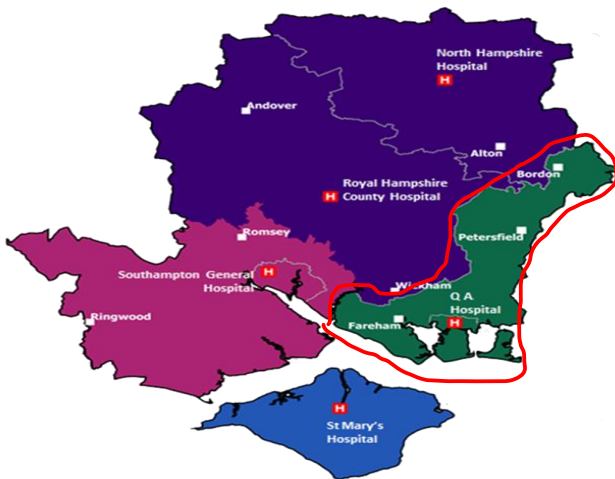 North Hampshire
Hospital
H
Andover
Alton
Bordon
Royal Hampshire
County Hospital
H
Petersfield
Romsey
Southampton General
Hospital
H
Wickham
Q A
Hospital
H
Ringwood
Fareham
H
St Mary's
Hospital